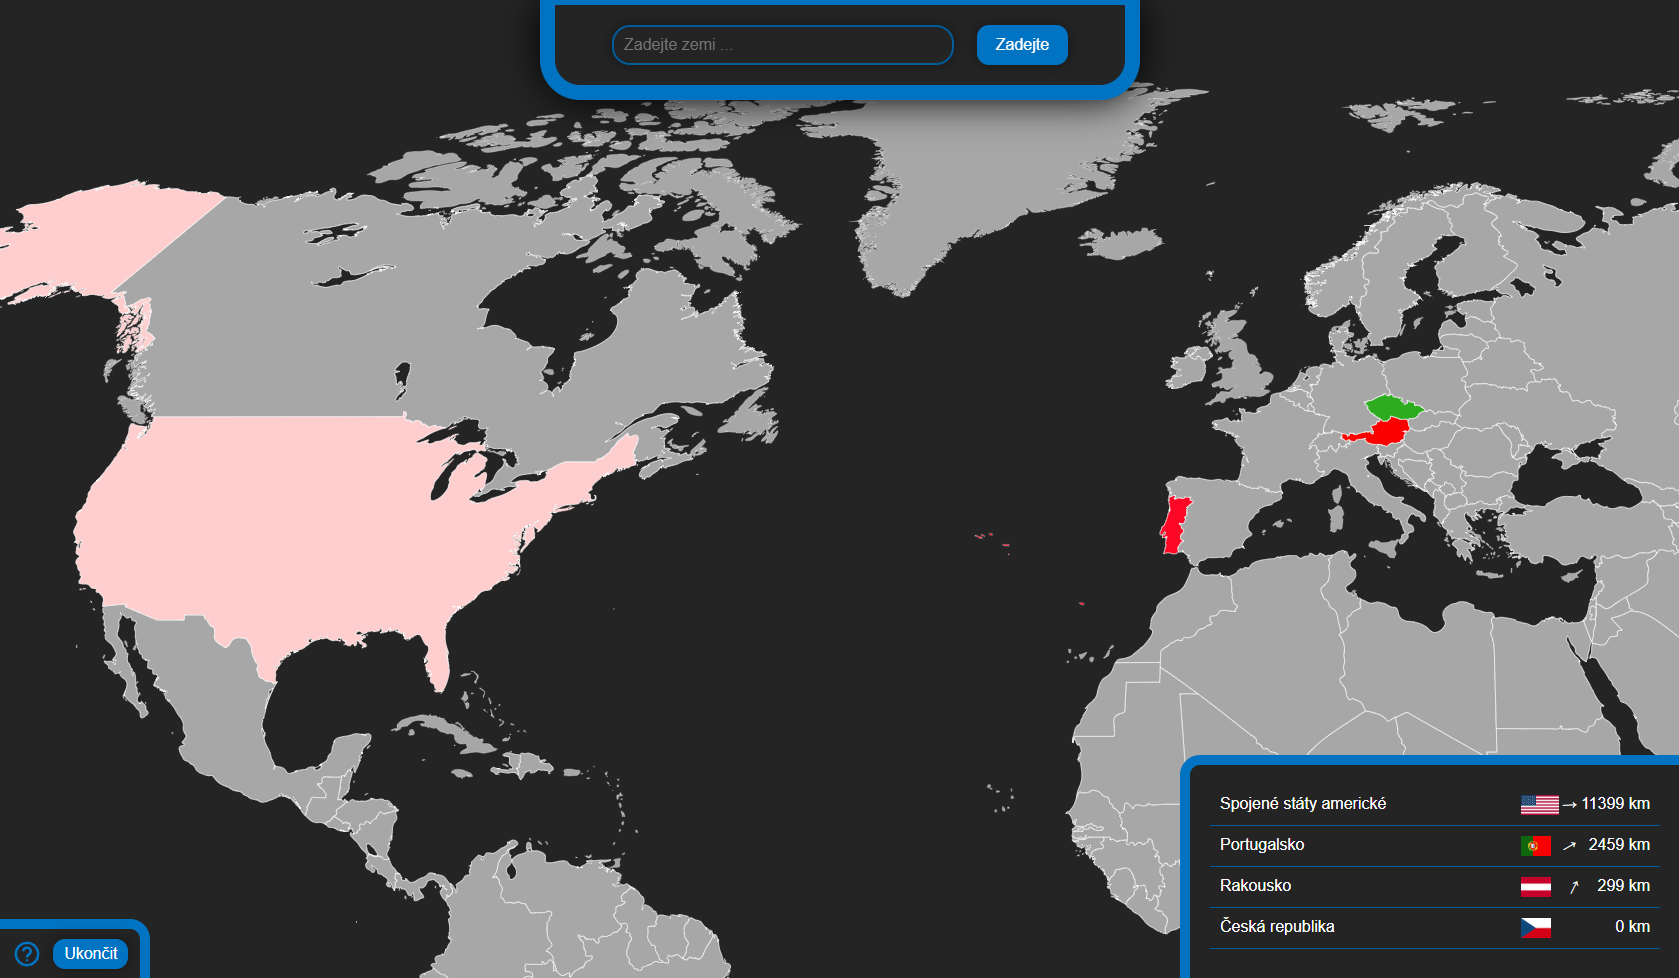 Zadejte zemi ...
Zadejte
Spojené státy americké → 11399 km
Portugalsko → 2459 km
Rakousko → 299 km
Česká republika 0 km
? Ukončit